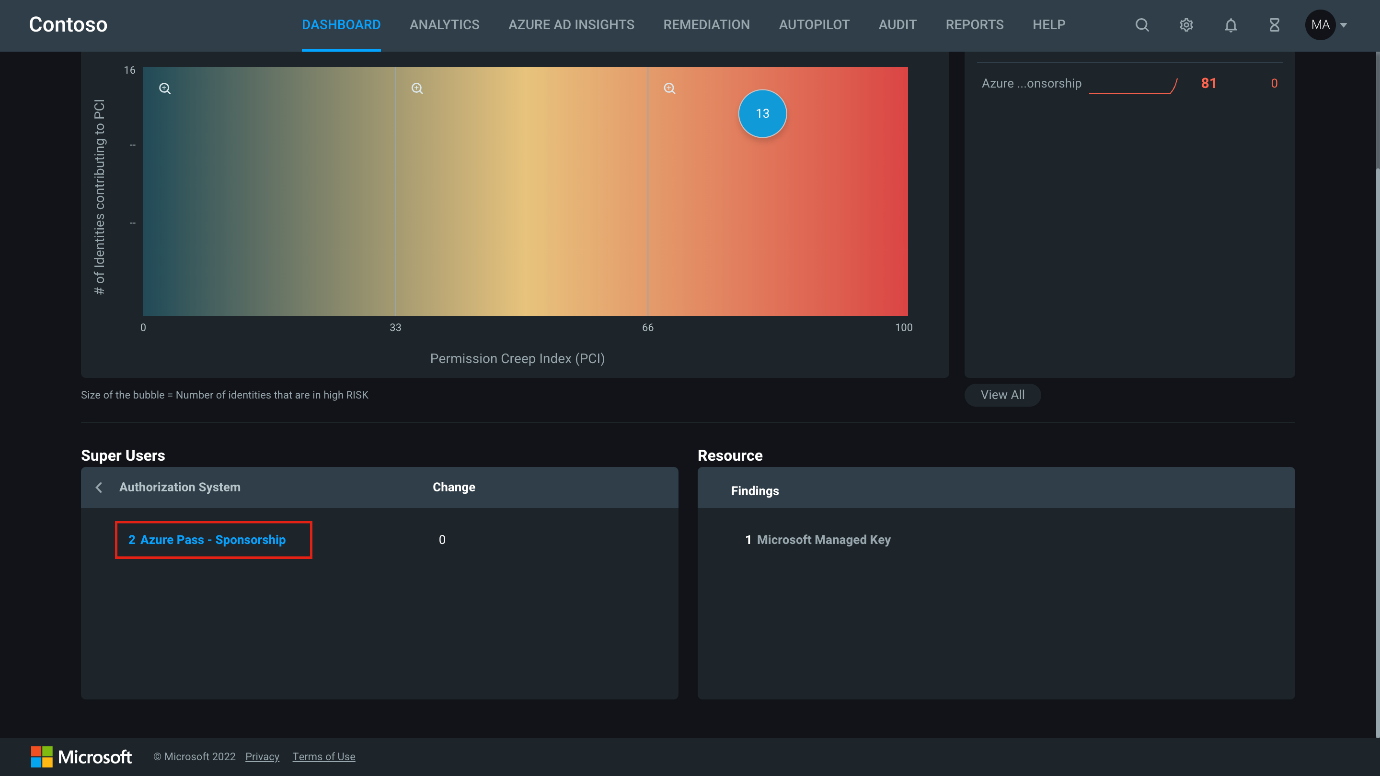 Contoso
DASHBOARD
ANALYTICS
AZURE AD INSIGHTS
REMEDIATION
AUTOPILOT
AUDIT
REPORTS
HELP
MA
16
--
--
# of Identities contributing to PCI
13
0
33
66
100
Permission Creep Index (PCI)
Size of the bubble = Number of identities that are in high RISK
Azure ...onsorship 81 0
View All
Super Users
Authorization System Change
2 Azure Pass - Sponsorship 0
Resource
Findings
1 Microsoft Managed Key
Microsoft © Microsoft 2022 Privacy Terms of Use